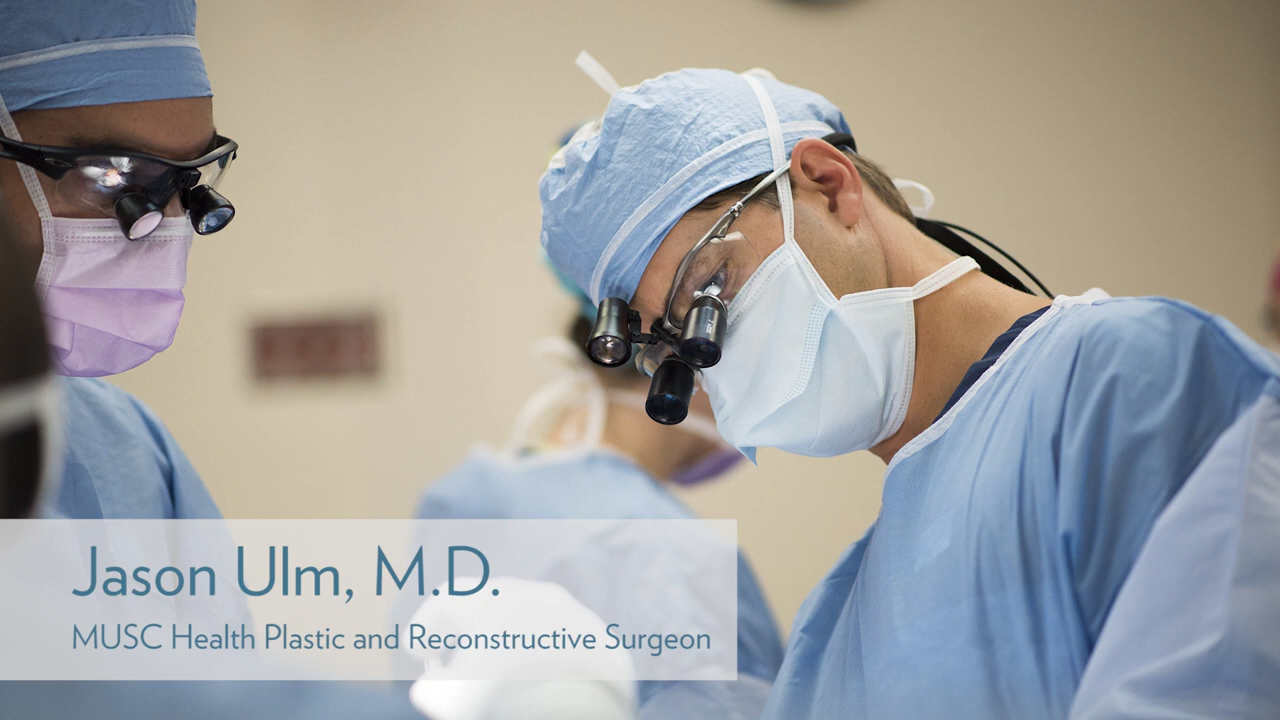 Jason Ulm, M.D.
MUSC Health Plastic and Reconstructive Surgeon